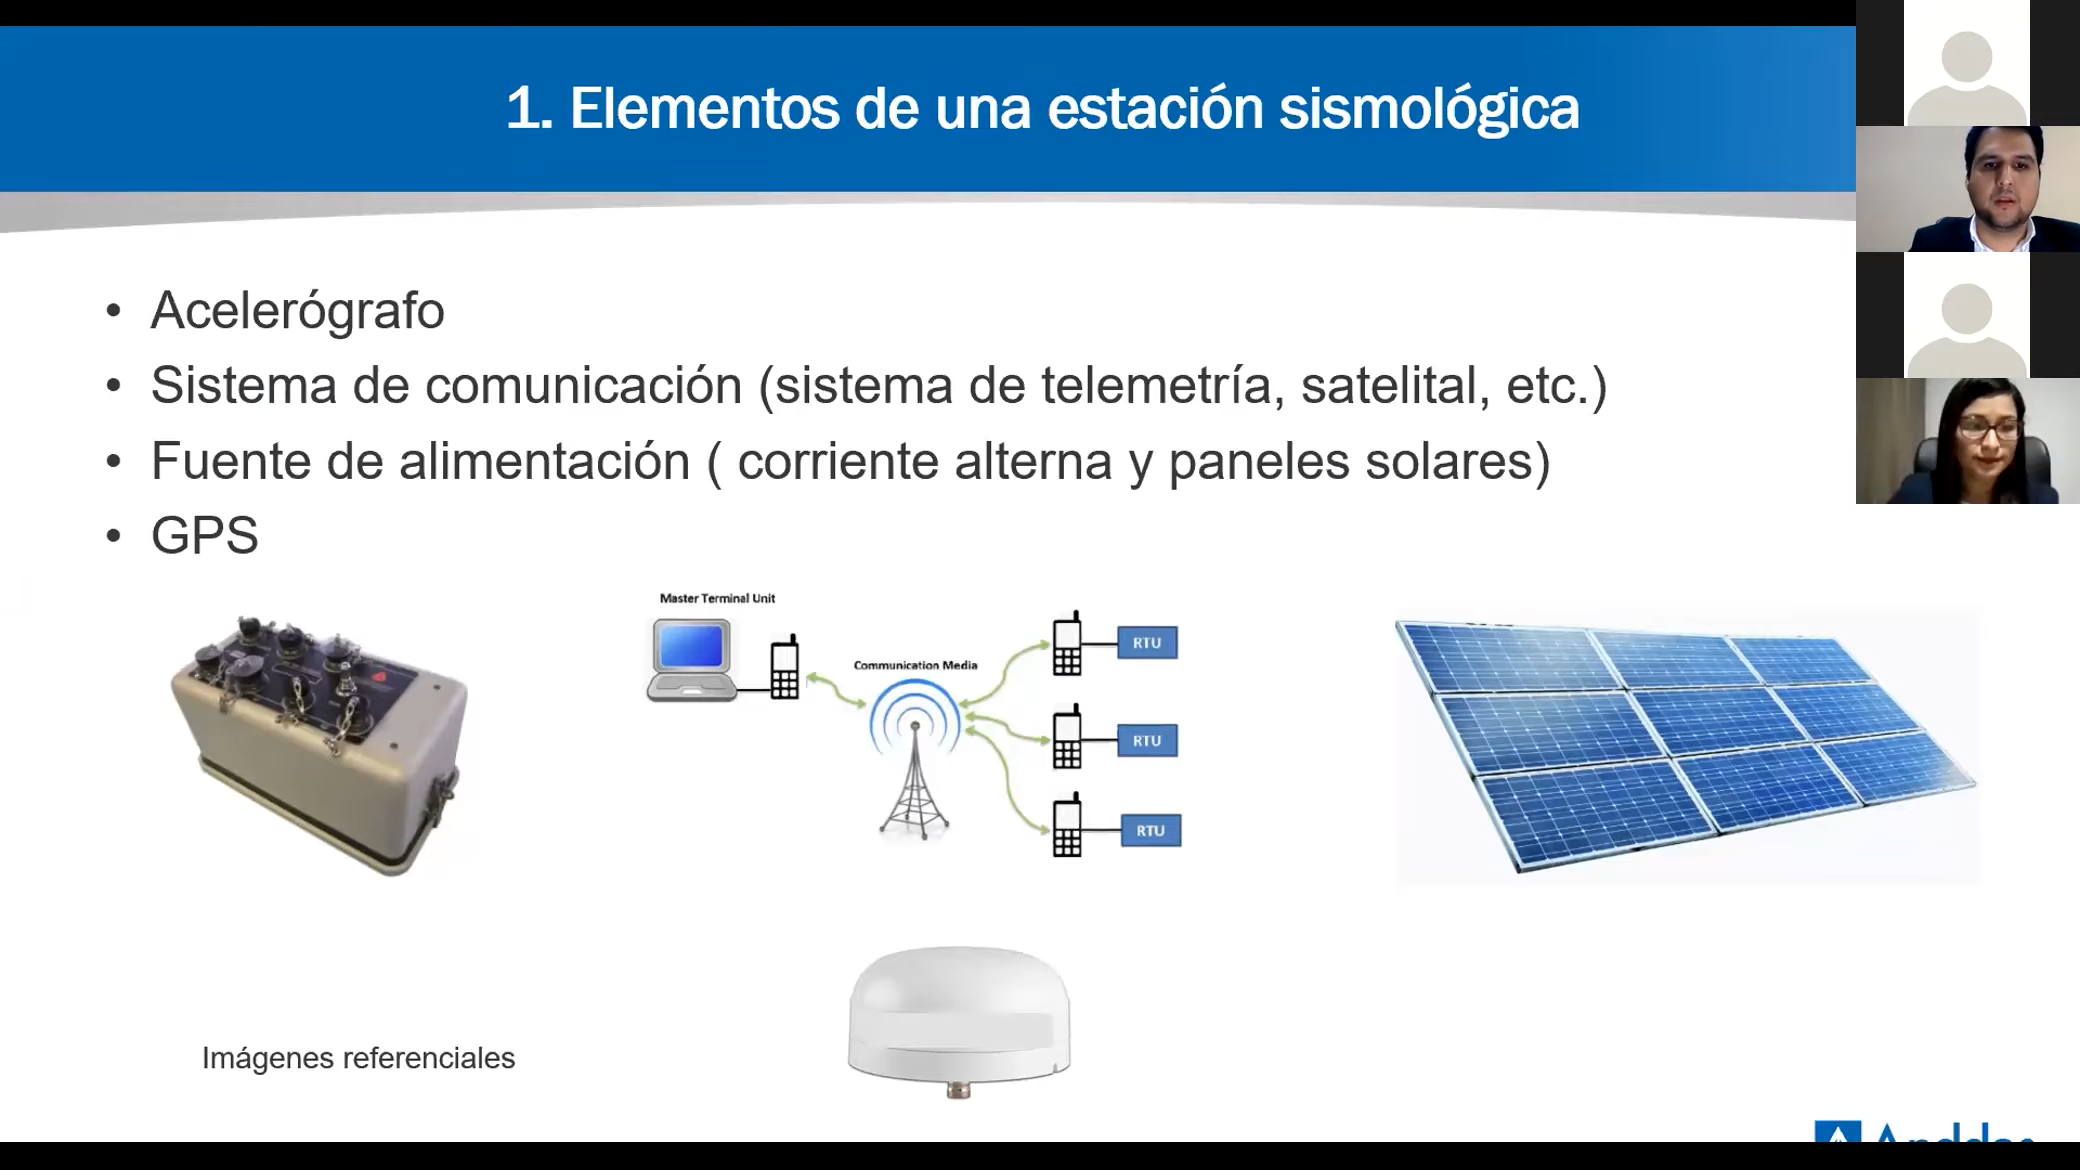 1. Elementos de una estación sismológica
• Acelerógrafo
• Sistema de comunicación (sistema de telemetría, satelital, etc.)
• Fuente de alimentación ( corriente alterna y paneles solares)
• GPS
Master Terminal Unit
Communication Media
RTU
RTU
RTU
Imágenes referenciales